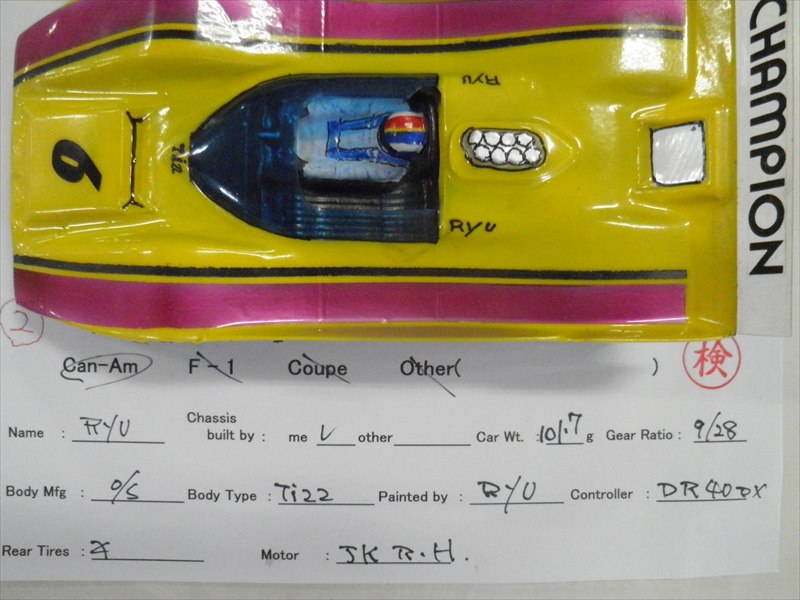 CHAMPION
Ryu
6
Ti22
Ryu
2
Can-Am F-1 Coupe Other( ) 検
Name : RYU Chassis built by : me ✓ other Car Wt. : 101.7 g Gear Ratio : 9/28
Body Mfg : O/S Body Type : Ti22 Painted by : RYU Controller : DR40DX
Rear Tires : Motor : JK R.H.